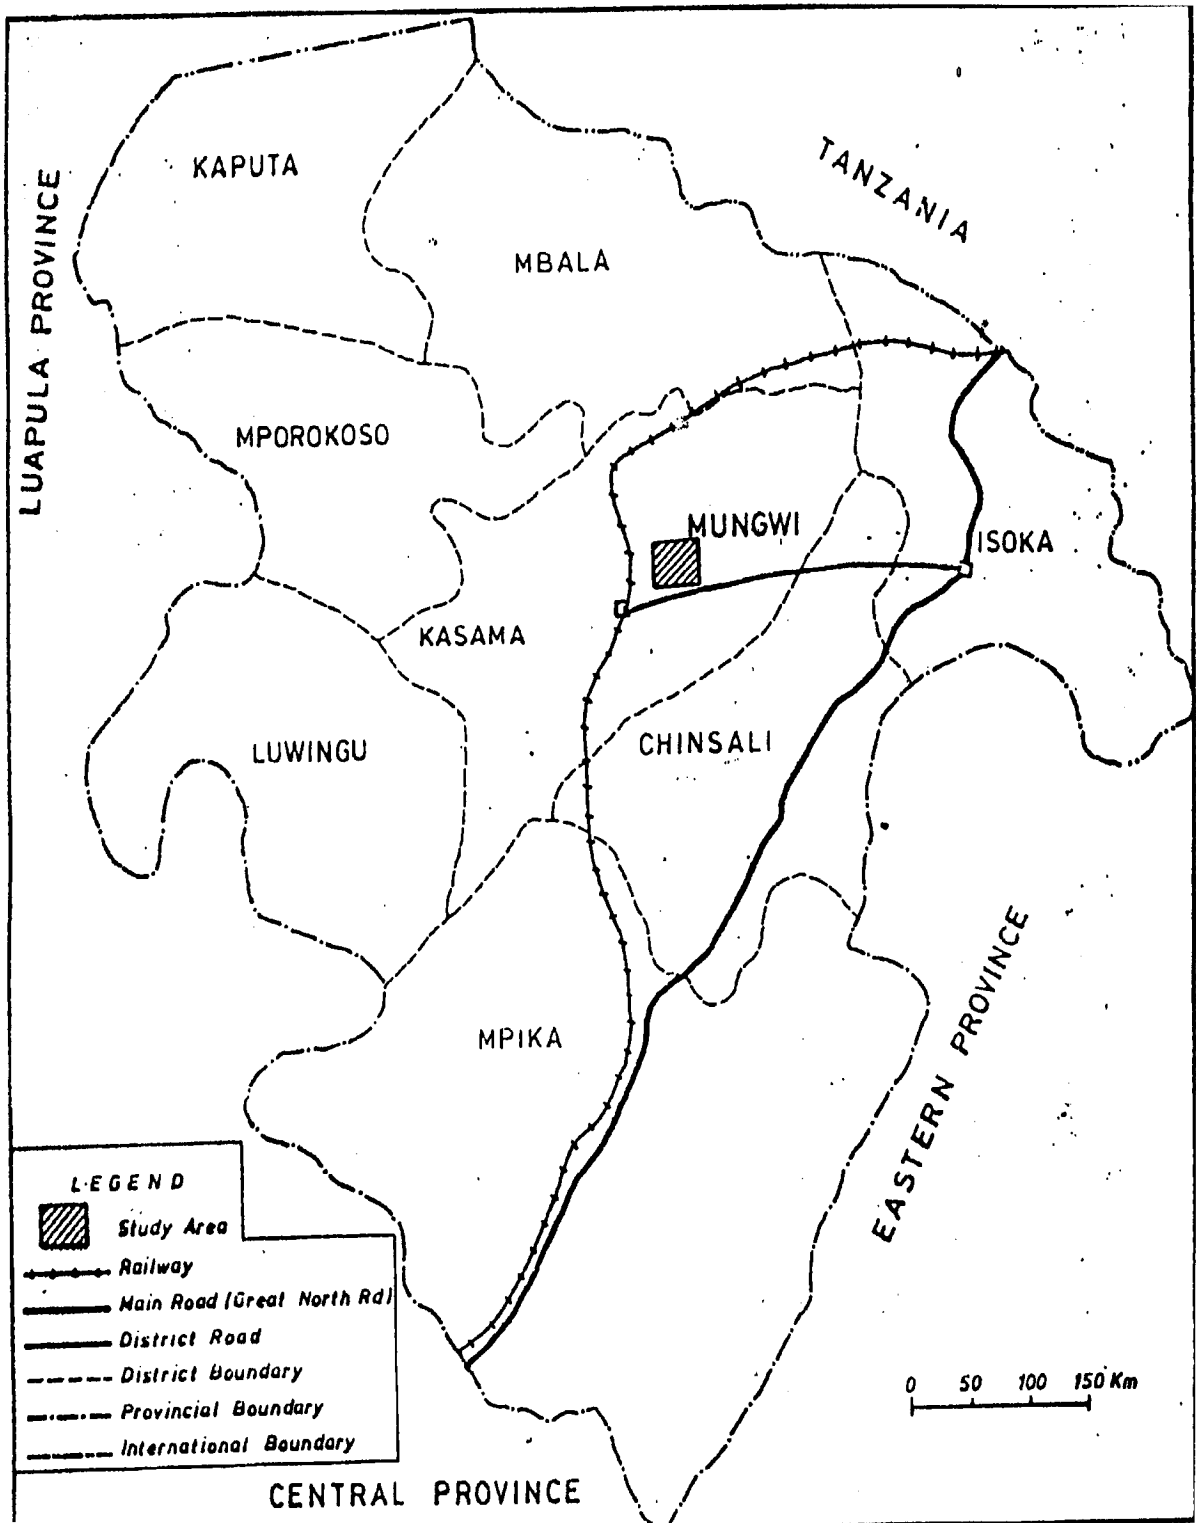 KAPUTA
TANZANIA
LUAPULA PROVINCE
MBALA
MPOROKOSO
MUNGWI
ISOKA
KASAMA
LUWINGU
CHINSALI
EASTERN PROVINCE
MPIKA
LEGEND
Study Area
Railway
Main Road (Great North Rd)
District Road
District Boundary
Provincial Boundary
International Boundary
0 50 100 150 Km
CENTRAL PROVINCE